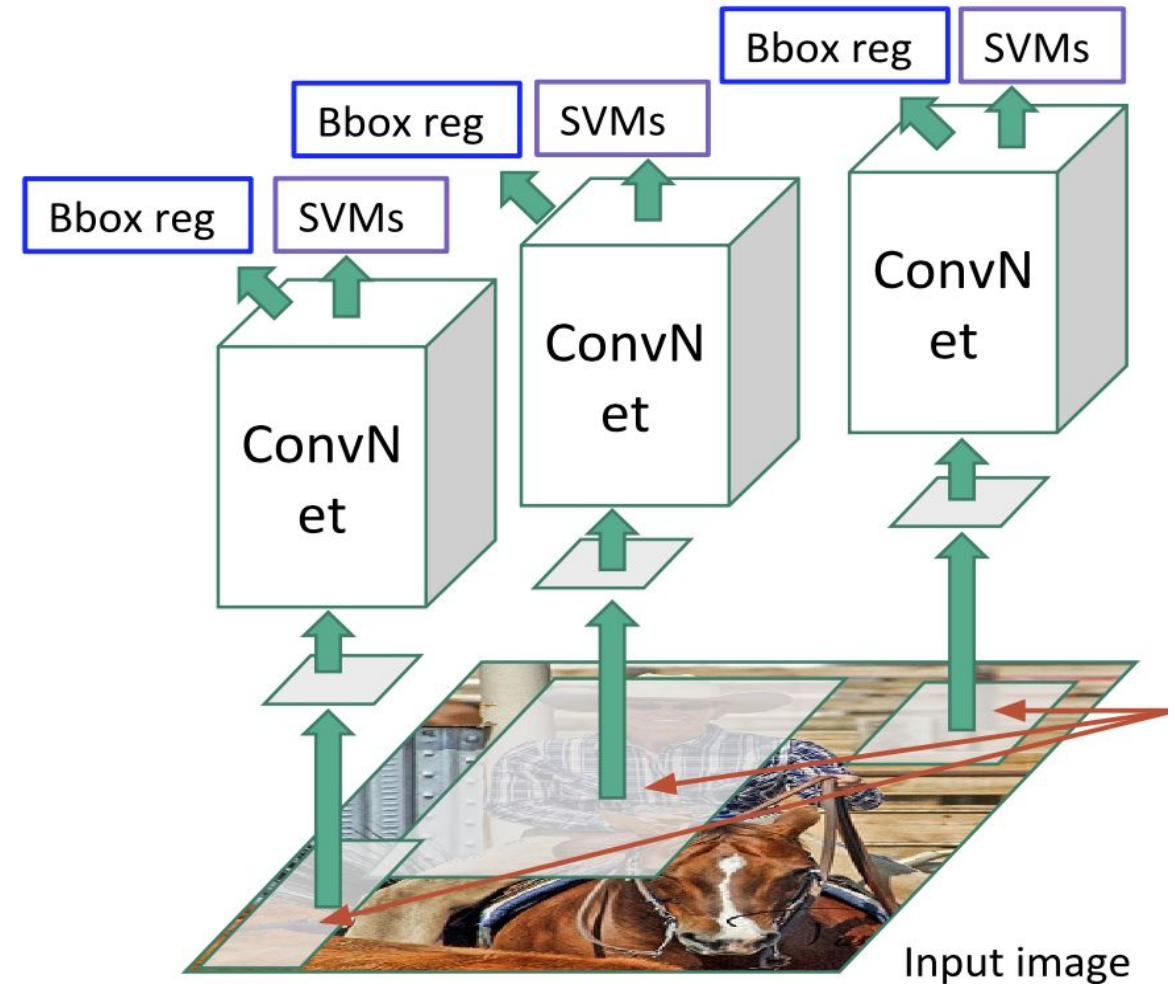 Bbox reg
SVMs
Bbox reg
SVMs
Bbox reg
SVMs
ConvN
et
ConvN
et
ConvN
et
Input image